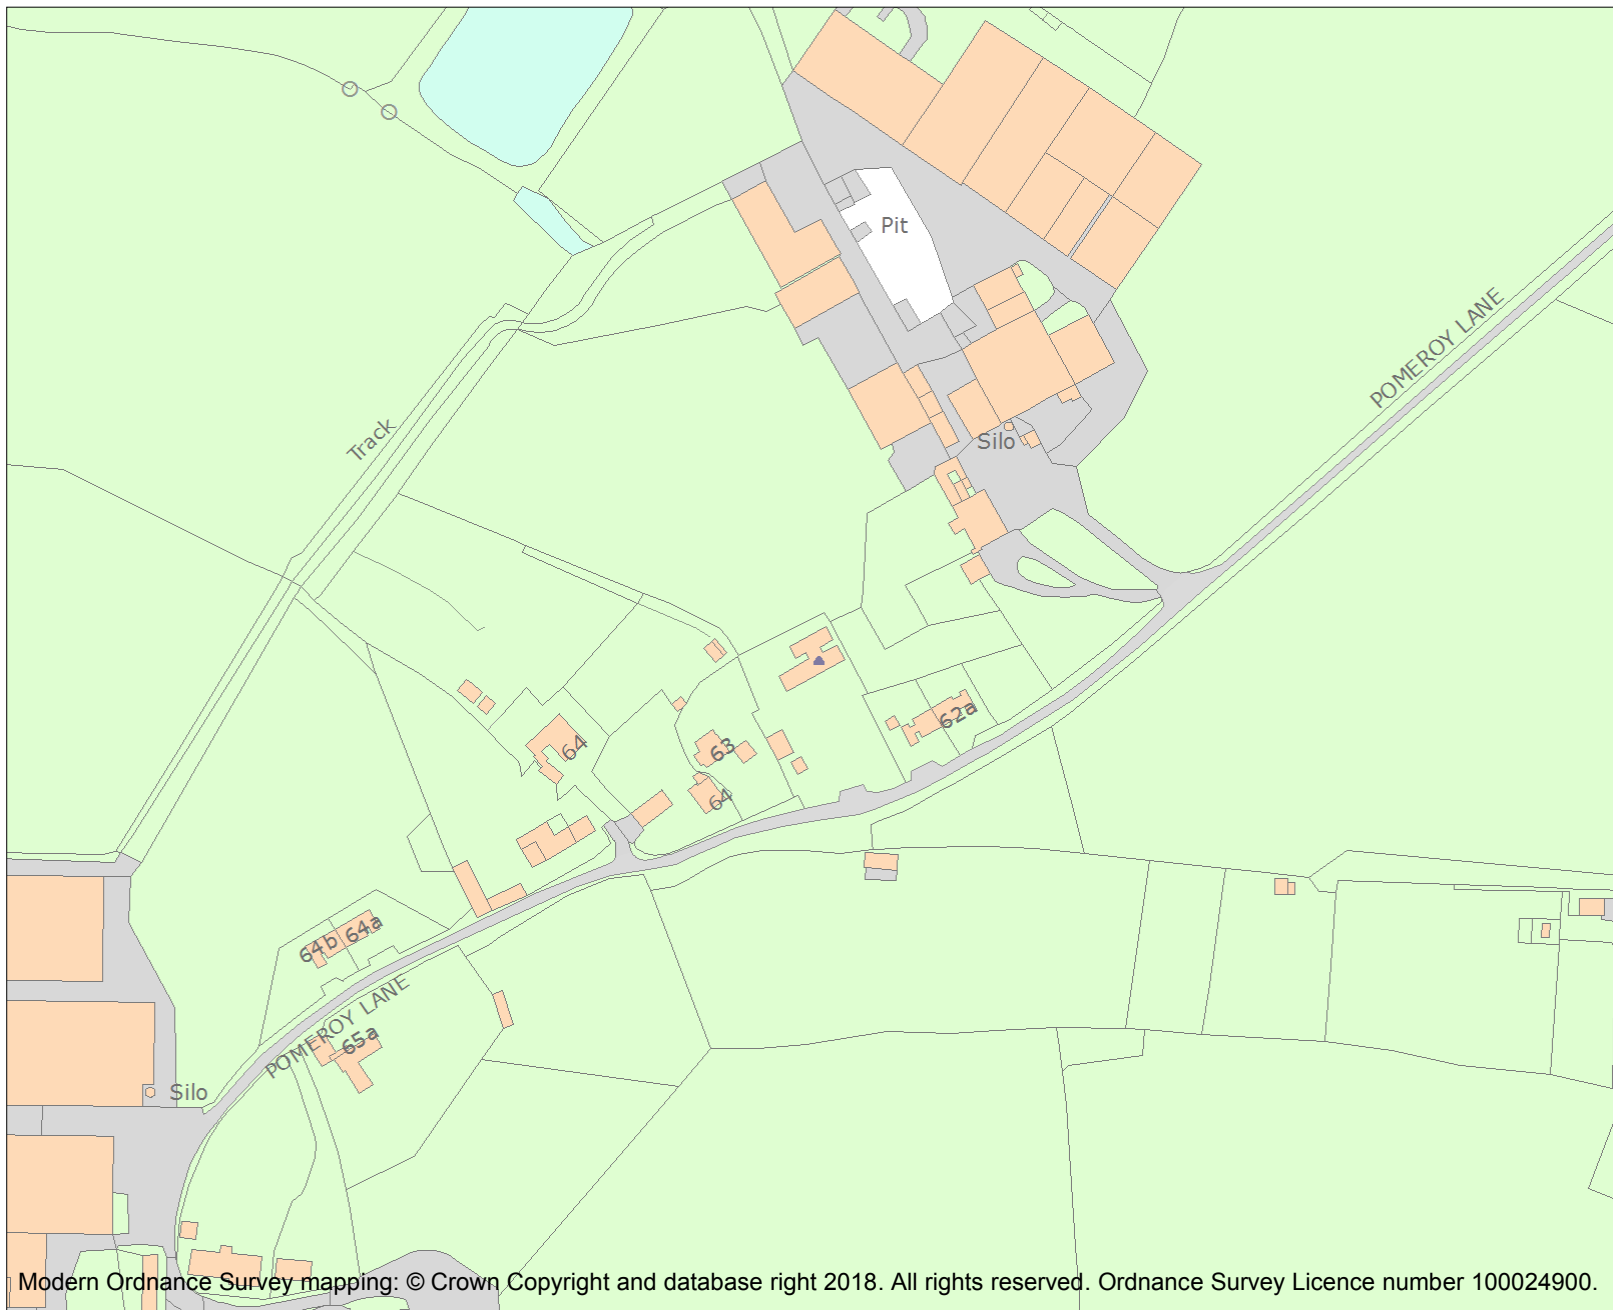 Pit
POMEROY LANE
Track
Silo
62a
64
63
64
64b 64a
POMEROY LANE
65a
Silo
Modern Ordnance Survey mapping: © Crown Copyright and database right 2018. All rights reserved. Ordnance Survey Licence number 100024900.